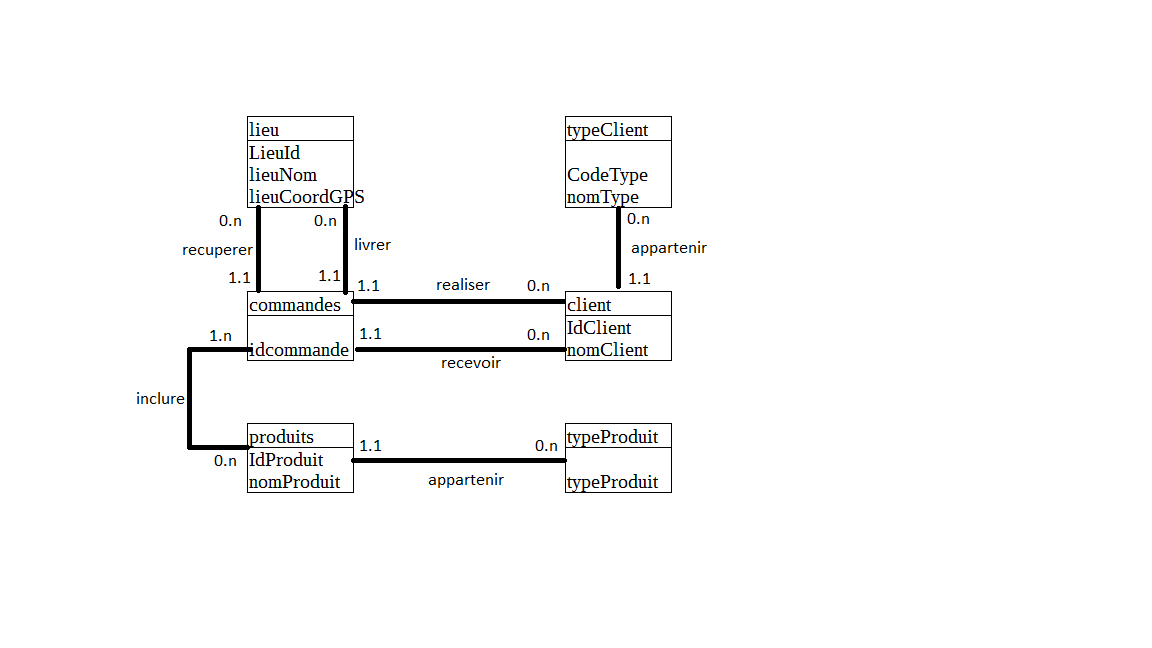 lieu
LieuId
lieuNom
lieuCoordGPS
typeClient
CodeType
nomType
0.n
0.n
0.n
recuperer
livrer
appartenir
1.1
1.1
1.1
1.1
realiser
0.n
commandes
idcommande
client
IdClient
nomClient
1.n
1.1
0.n
recevoir
inclure
produits
IdProduit
nomProduit
0.n
1.1
0.n
appartenir
typeProduit
typeProduit